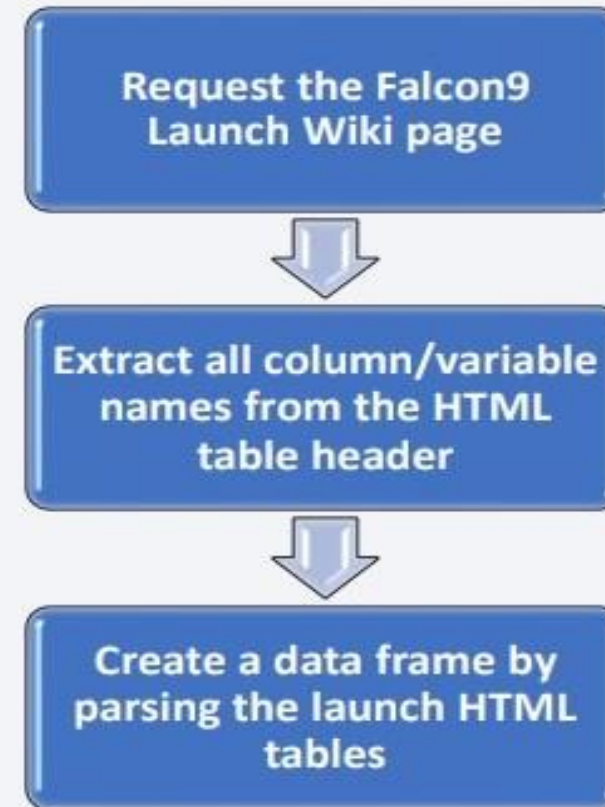 Request the Falcon9
Launch Wiki page
Extract all column/variable
names from the HTML
table header
Create a data frame by
parsing the launch HTML
tables